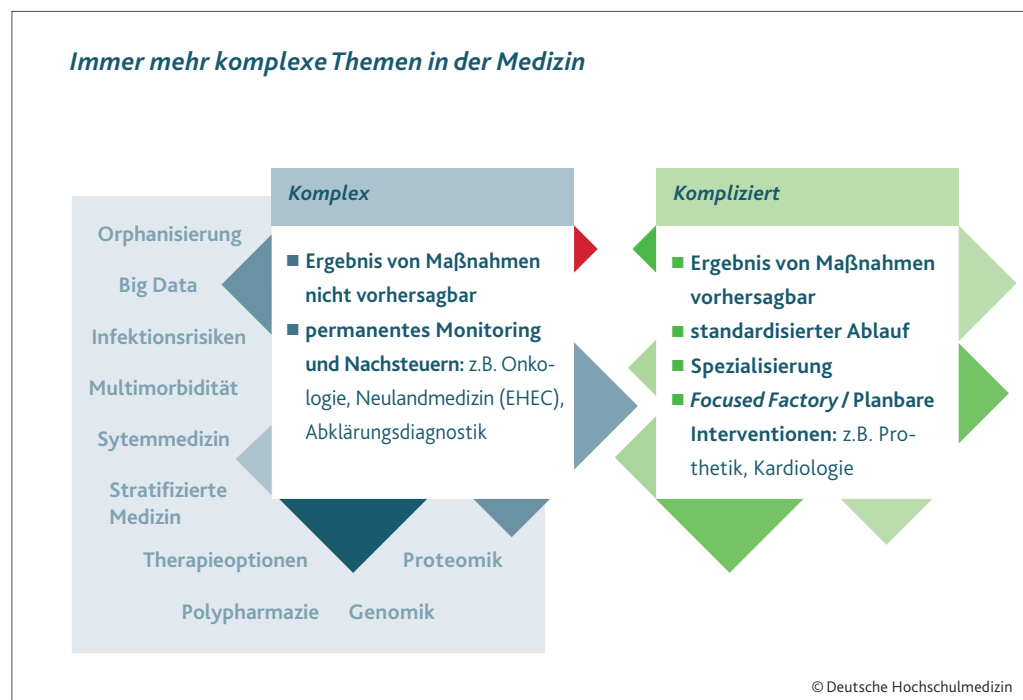 Immer mehr komplexe Themen in der Medizin
Orphanisierung
Big Data
Infektionsrisiken
Multimorbidität
Sytemmedizin
Stratifizierte
Medizin
Therapieoptionen
Proteomik
Polypharmazie
Genomik
Komplex
■ Ergebnis von Maßnahmen
nicht vorhersagbar
■ permanentes Monitoring
und Nachsteuern: z.B. Onko-
logie, Neulandmedizin (EHEC),
Abklärungsdiagnostik
Kompliziert
■ Ergebnis von Maßnahmen
vorhersagbar
■ standardisierter Ablauf
■ Spezialisierung
■ Focused Factory / Planbare
Interventionen: z.B. Pro-
thetik, Kardiologie
© Deutsche Hochschulmedizin